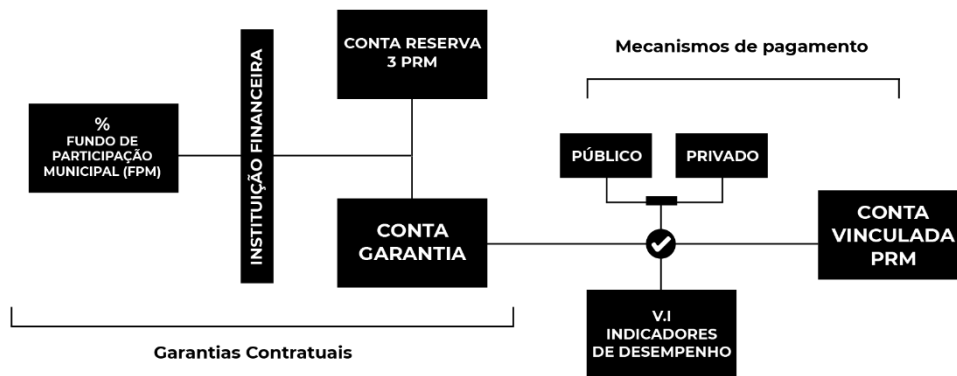 %
FUNDO DE
PARTICIPAÇÃO
MUNICIPAL (FPM)
INSTITUIÇÃO FINANCEIRA
CONTA RESERVA
3 PRM
CONTA
GARANTIA
Garantias Contratuais
Mecanismos de pagamento
PÚBLICO
PRIVADO
V.I
INDICADORES
DE DESEMPENHO
CONTA
VINCULADA
PRM